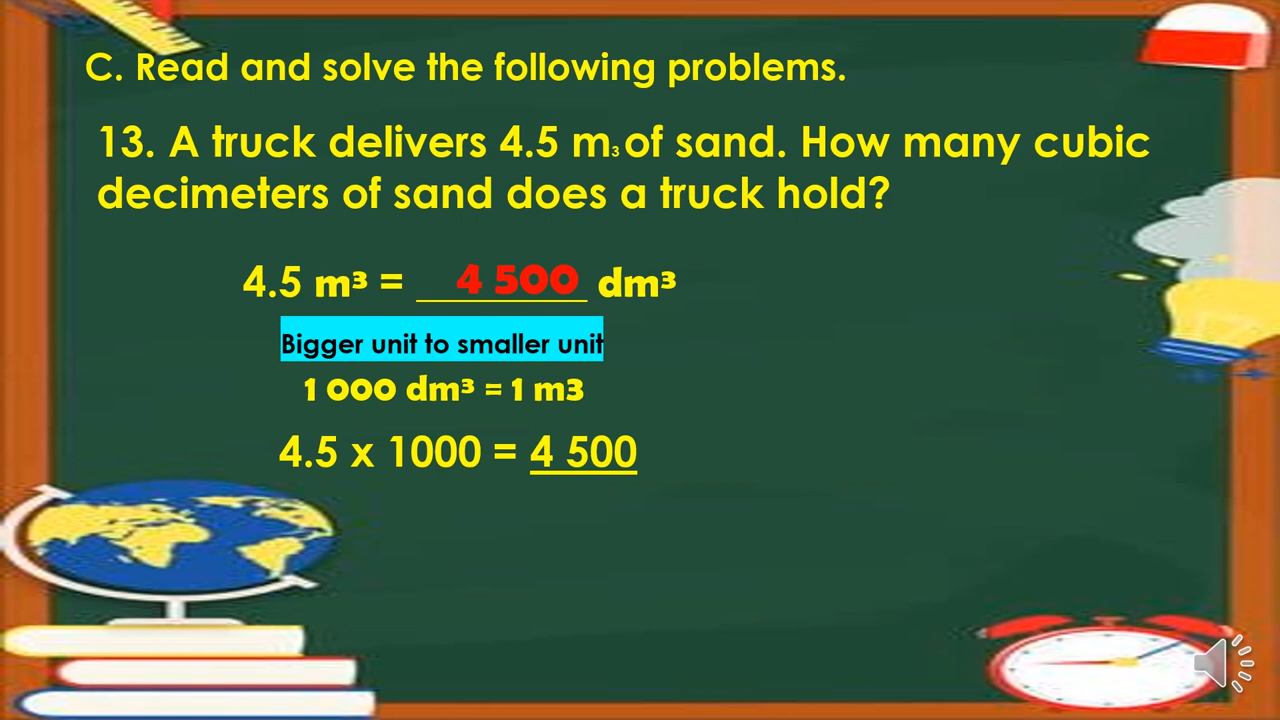 C. Read and solve the following problems.
13. A truck delivers 4.5 m₃ of sand. How many cubic
decimeters of sand does a truck hold?
4.5 m³ = ___4 500___ dm³
Bigger unit to smaller unit
1 000 dm³ = 1 m3
4.5 x 1000 = 4 500